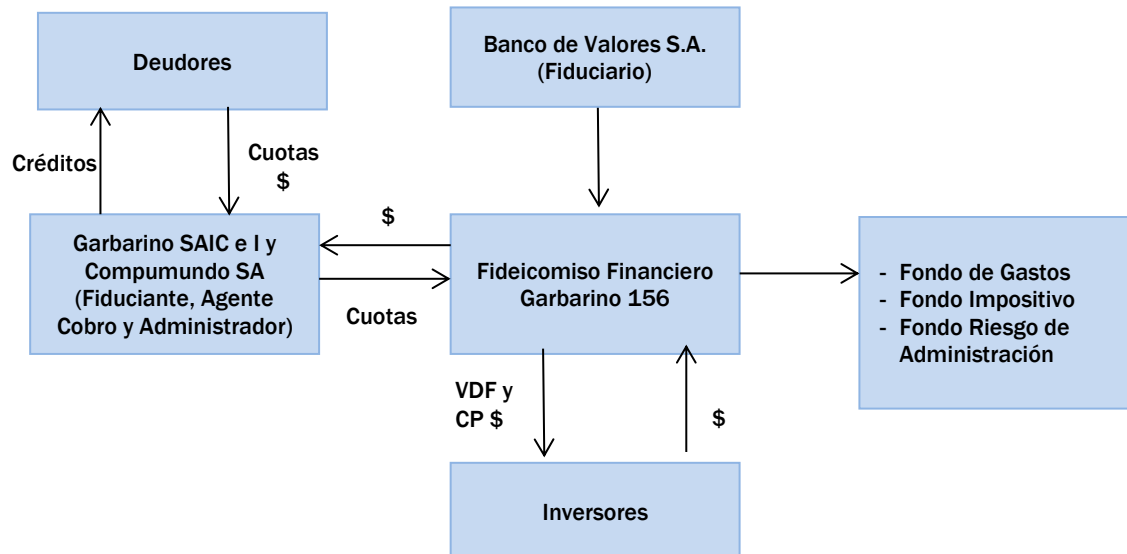 Deudores
Banco de Valores S.A.
(Fiduciario)
Créditos
Cuotas
$
Garbarino SAIC e I y
Compumundo SA
(Fiduciante, Agente
Cobro y Administrador)
$
Cuotas
Fideicomiso Financiero
Garbarino 156
- Fondo de Gastos
- Fondo Impositivo
- Fondo Riesgo de
Administración
VDF y
CP $
$
Inversores